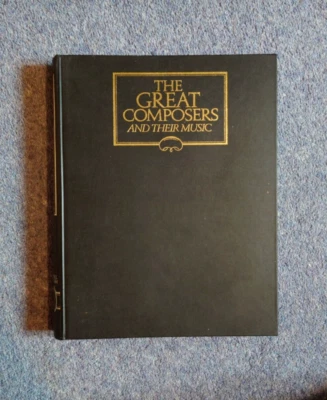 THE
GREAT
COMPOSERS
AND THEIR MUSIC